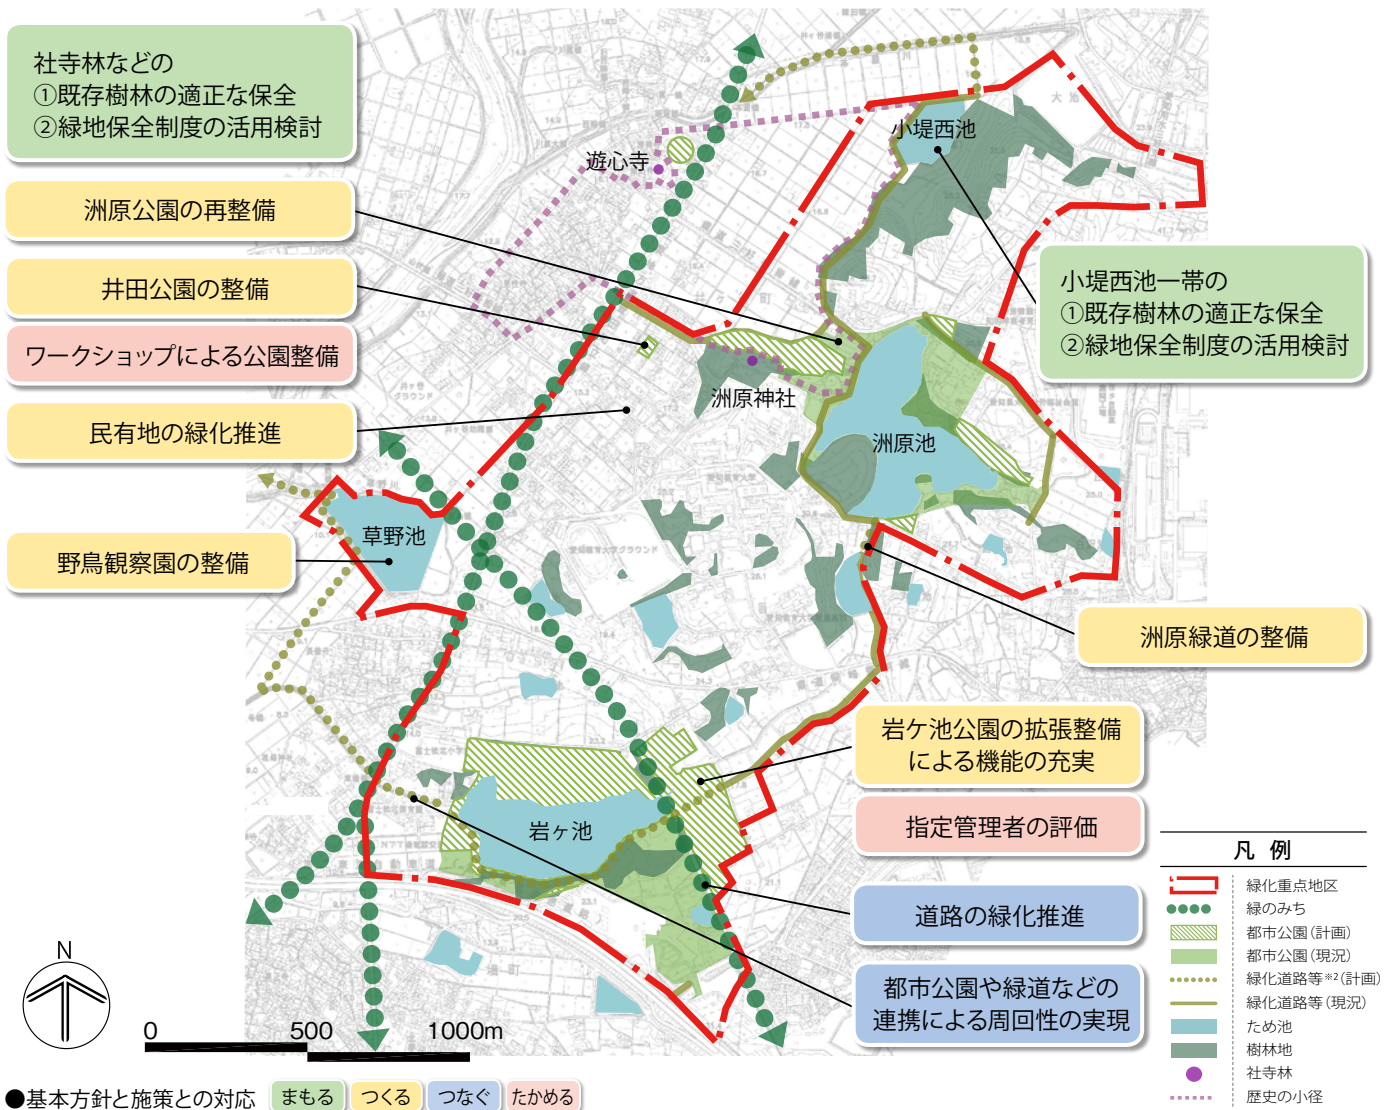 社寺林などの
①既存樹林の適正な保全
②緑地保全制度の活用検討
洲原公園の再整備
井田公園の整備
ワークショップによる公園整備
民有地の緑化推進
野鳥観察園の整備
遊心寺
小堤西池
洲原神社
洲原池
草野池
岩ヶ池
小堤西池一帯の
①既存樹林の適正な保全
②緑地保全制度の活用検討
洲原緑道の整備
岩ケ池公園の拡張整備
による機能の充実
指定管理者の評価
道路の緑化推進
都市公園や緑道などの
連携による周回性の実現
凡 例
緑化重点地区
緑のみち
都市公園（計画）
都市公園（現況）
緑化道路等※2（計画）
緑化道路等（現況）
ため池
樹林地
社寺林
歴史の小径
N
0 500 1000m
●基本方針と施策との対応 まもる つくる つなぐ たかめる